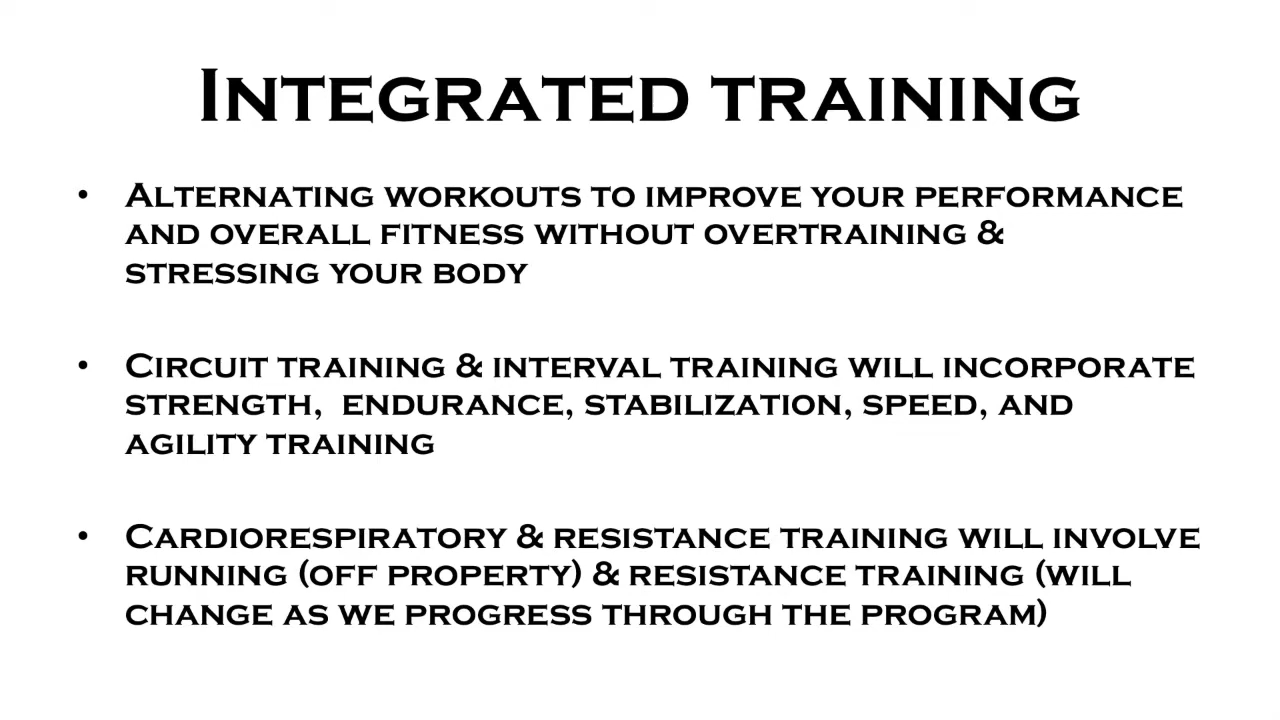 Integrated training
• Alternating workouts to improve your performance
and overall fitness without overtraining &
stressing your body
• Circuit training & interval training will incorporate
strength,  endurance, stabilization, speed, and
agility training
• Cardiorespiratory & resistance training will involve
running (off property) & resistance training (will
change as we progress through the program)